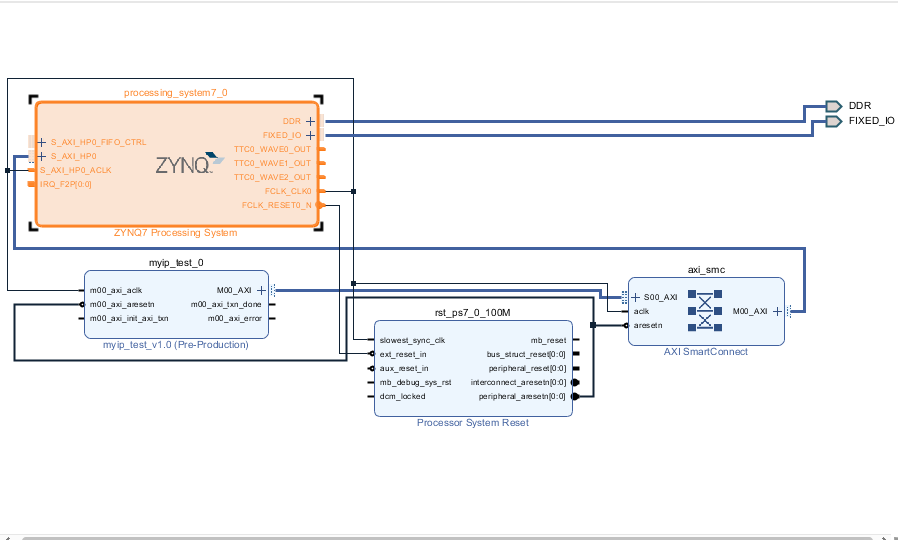 processing_system7_0
DDR
FIXED_IO
S_AXI_HP0_FIFO_CTRL
S_AXI_HP0
S_AXI_HP0_ACLK
IRQ_F2P[0:0]
ZYNQ
DDR
FIXED_IO
TTC0_WAVE0_OUT
TTC0_WAVE1_OUT
TTC0_WAVE2_OUT
FCLK_CLK0
FCLK_RESET0_N
ZYNQ7 Processing System
myip_test_0
m00_axi_aclk
m00_axi_aresetn
m00_axi_init_axi_txn
M00_AXI
m00_axi_txn_done
m00_axi_error
myip_test_v1.0 (Pre-Production)
rst_ps7_0_100M
slowest_sync_clk
ext_reset_in
aux_reset_in
mb_debug_sys_rst
dcm_locked
mb_reset
bus_struct_reset[0:0]
peripheral_reset[0:0]
interconnect_aresetn[0:0]
peripheral_aresetn[0:0]
Processor System Reset
axi_smc
S00_AXI
aclk
aresetn
M00_AXI
AXI SmartConnect